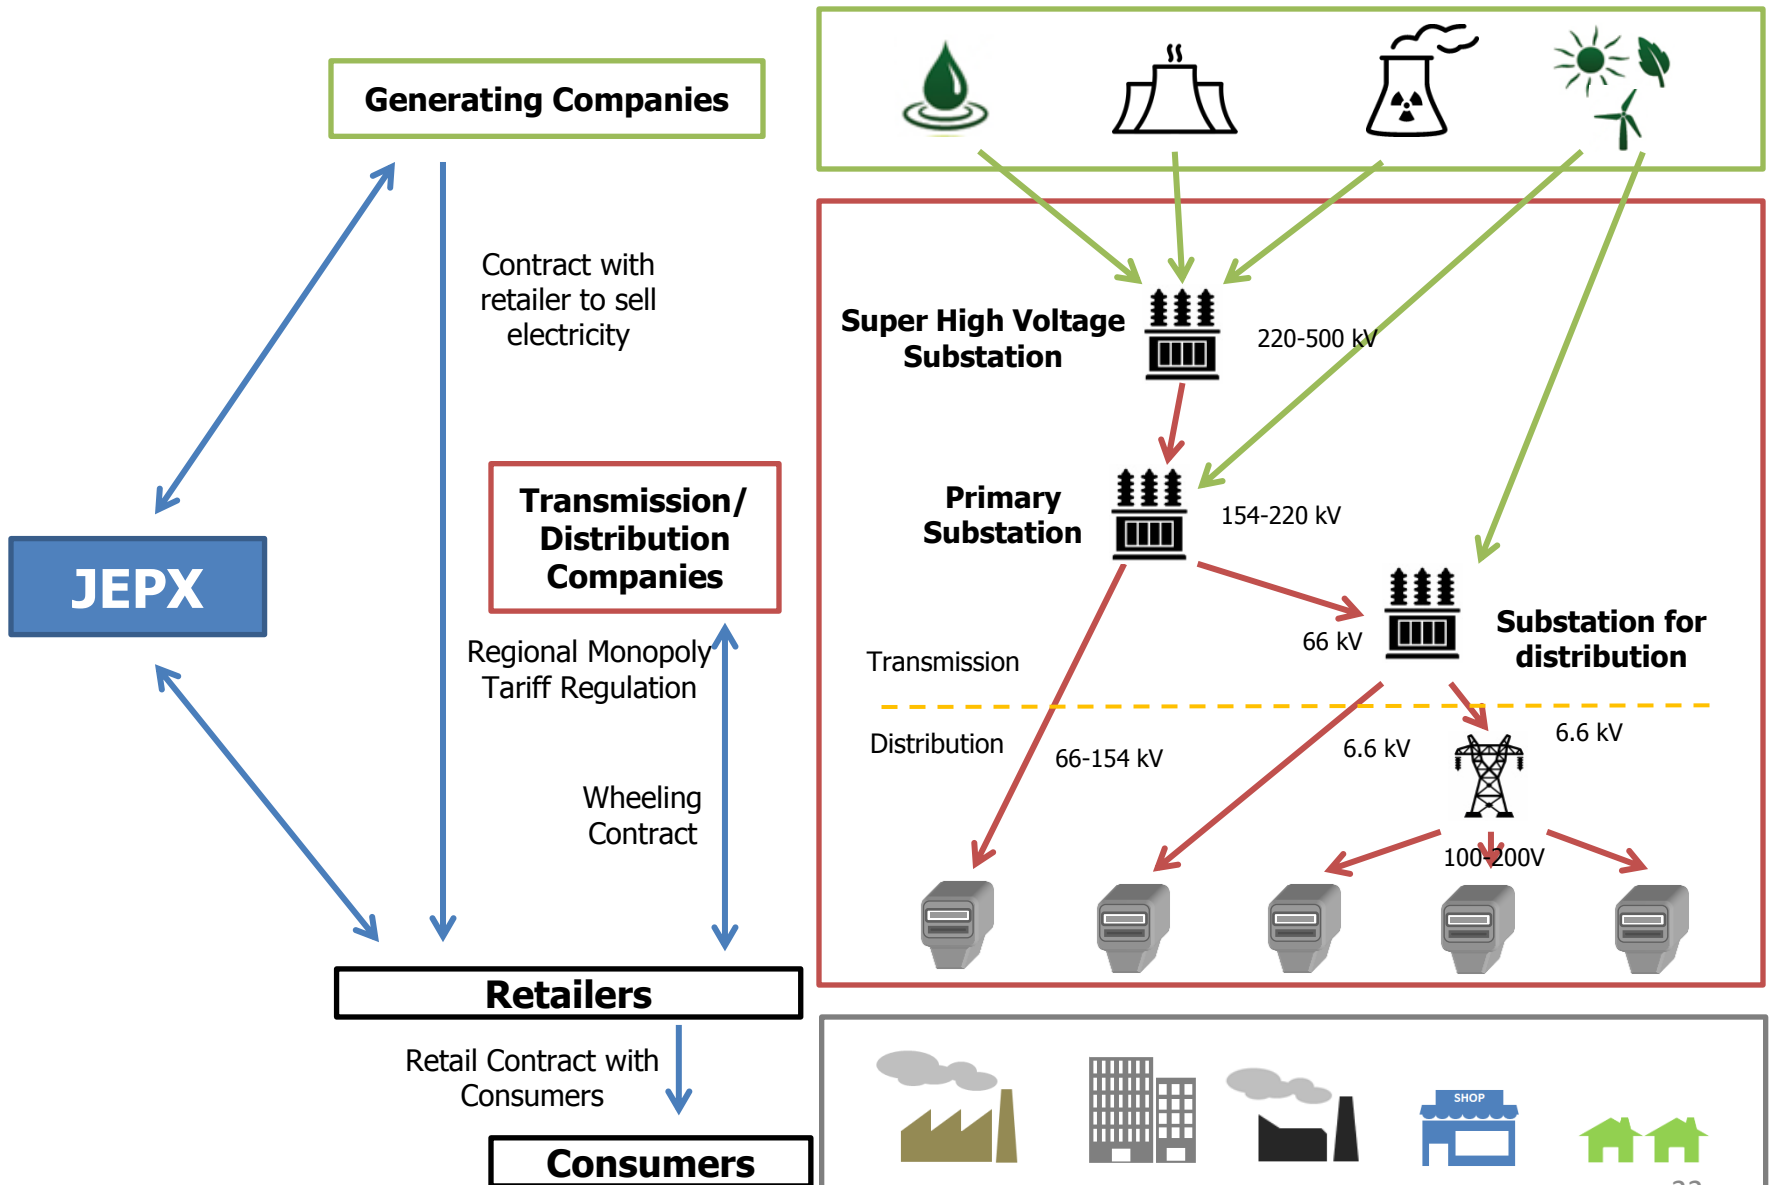 Generating Companies
Contract with
retailer to sell
electricity
Transmission/
Distribution
Companies
JEPX
Regional Monopoly
Tariff Regulation
Wheeling
Contract
Retailers
Retail Contract with
Consumers
Consumers
Super High Voltage
Substation
220-500 kV
Primary
Substation
154-220 kV
66 kV
Substation for
distribution
Transmission
Distribution
66-154 kV
6.6 kV
6.6 kV
100-200V
SHOP